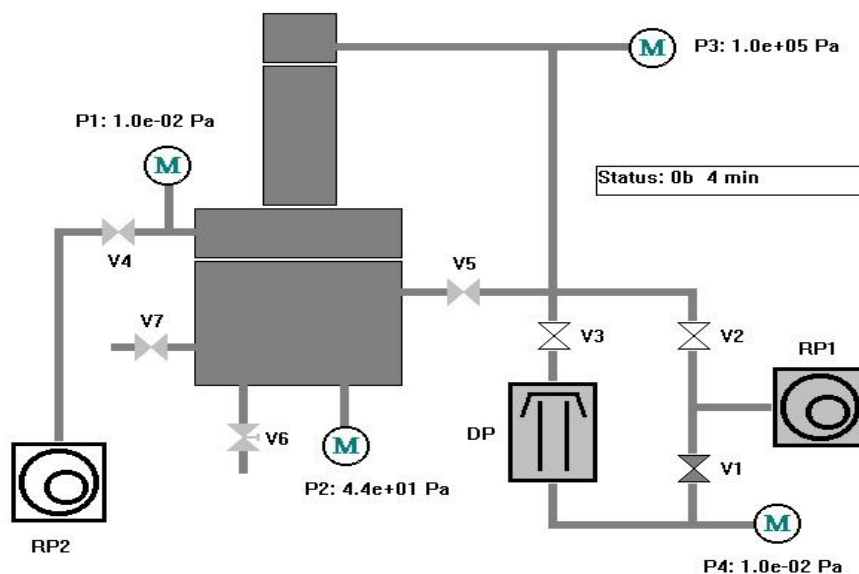 M
P3: 1.0e+05 Pa
P1: 1.0e-02 Pa
M
Status: 0b 4 min
V4
V5
V7
V3
V2
RP1
DP
V6
M
V1
P2: 4.4e+01 Pa
M
RP2
P4: 1.0e-02 Pa